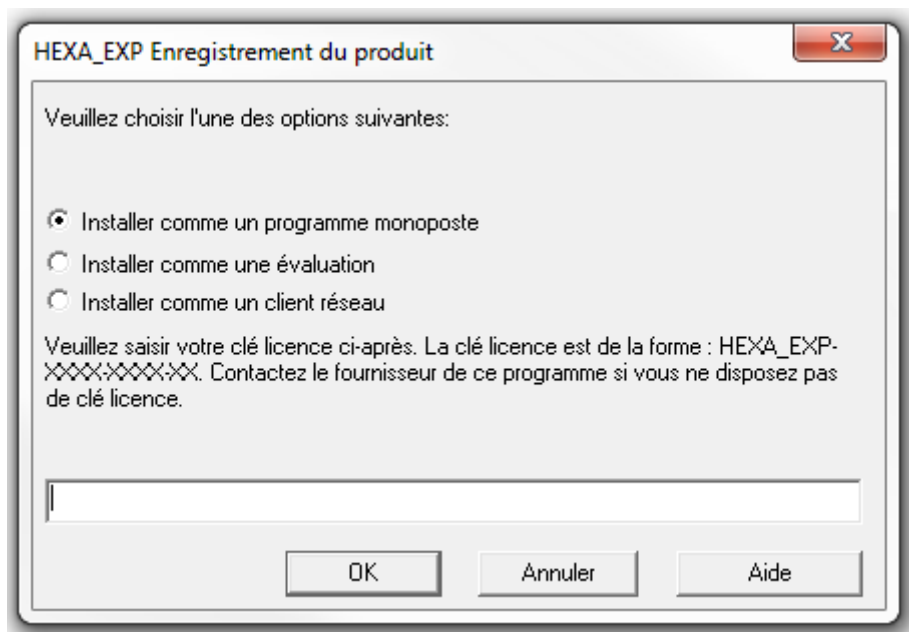 HEXA_EXP Enregistrement du produit
Veuillez choisir l'une des options suivantes:
Installer comme un programme monoposte
Installer comme une évaluation
Installer comme un client réseau
Veuillez saisir votre clé licence ci-après. La clé licence est de la forme : HEXA_EXP-
XXXX-XXXX-XX. Contactez le fournisseur de ce programme si vous ne disposez pas
de clé licence.
OK Annuler Aide